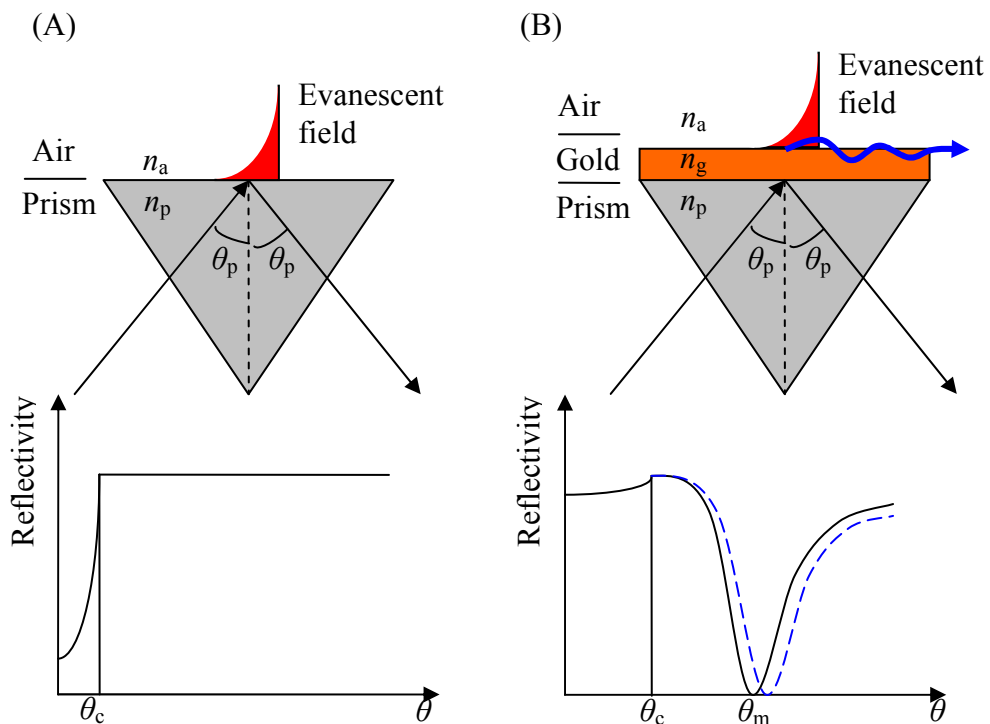 (A)
Evanescent
field
Air
Prism
nₐ
nₚ
θₚ θₚ
Reflectivity
θ_c
θ
(B)
Evanescent
field
Air
Gold
Prism
nₐ
n_g
nₚ
θₚ θₚ
Reflectivity
θ_c
θₘ
θ